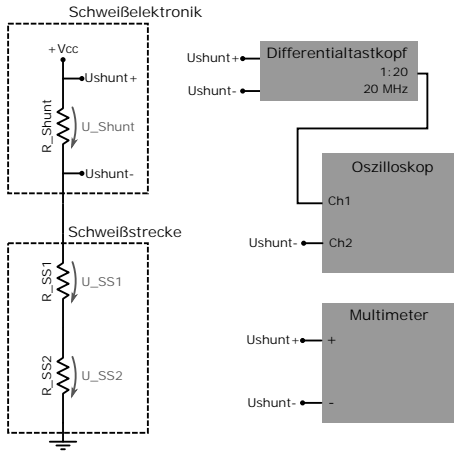 Schweißelektronik
+Vcc
Ushunt+
R_Shunt
U_Shunt
Ushunt-
Schweißstrecke
R_SS1
U_SS1
R_SS2
U_SS2
Ushunt+
Ushunt-
Differentialtastkopf
1:20
20 MHz
Oszilloskop
Ch1
Ushunt-
Ch2
Multimeter
Ushunt+
+
Ushunt-
-